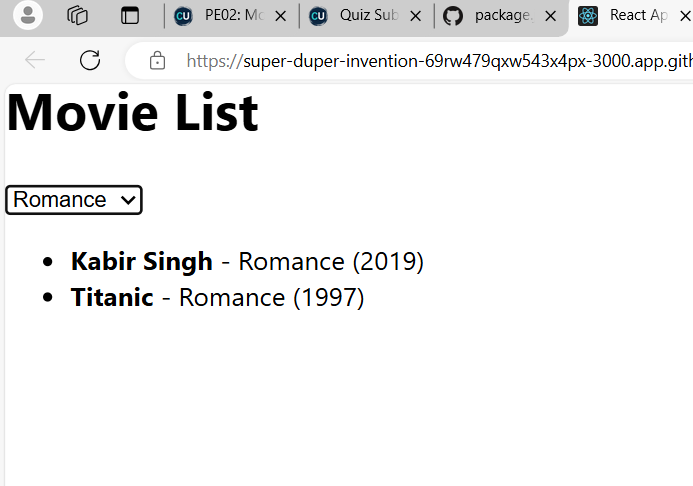 PE02: Mo
Quiz Sub
package.
React Ap
https://super-duper-invention-69rw479qxw543x4px-3000.app.gith
Movie List
Romance
Kabir Singh - Romance (2019)
Titanic - Romance (1997)